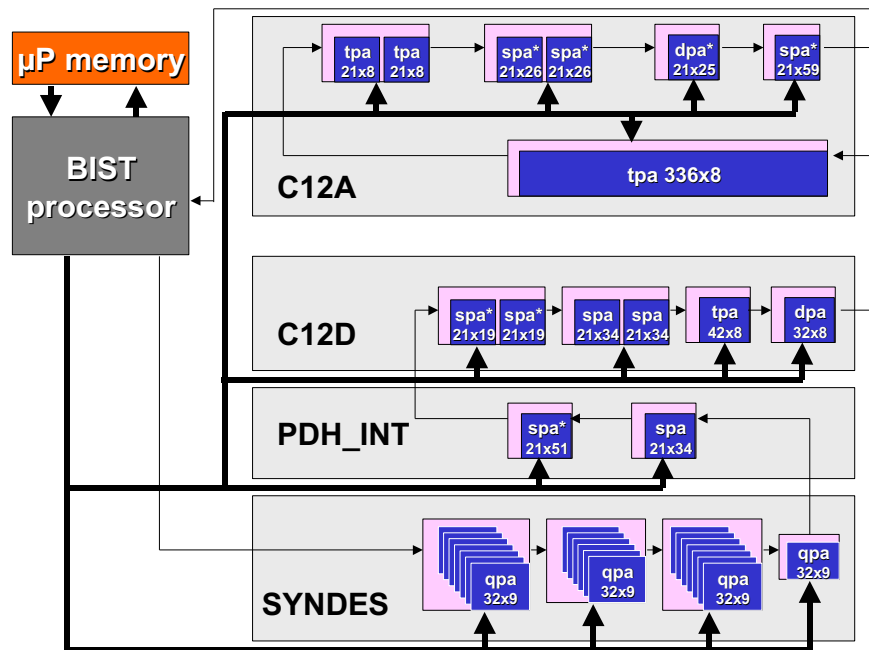 µP memory
BIST
processor
tpa tpa
21x8 21x8
spa* spa*
21x26 21x26
dpa*
21x25
spa*
21x59
tpa 336x8
C12A
spa* spa*
21x19 21x19
spa spa
21x34 21x34
tpa
42x8
dpa
32x8
C12D
spa*
21x51
spa
21x34
PDH_INT
qpa
32x9
qpa
32x9
qpa
32x9
qpa
32x9
SYNDES